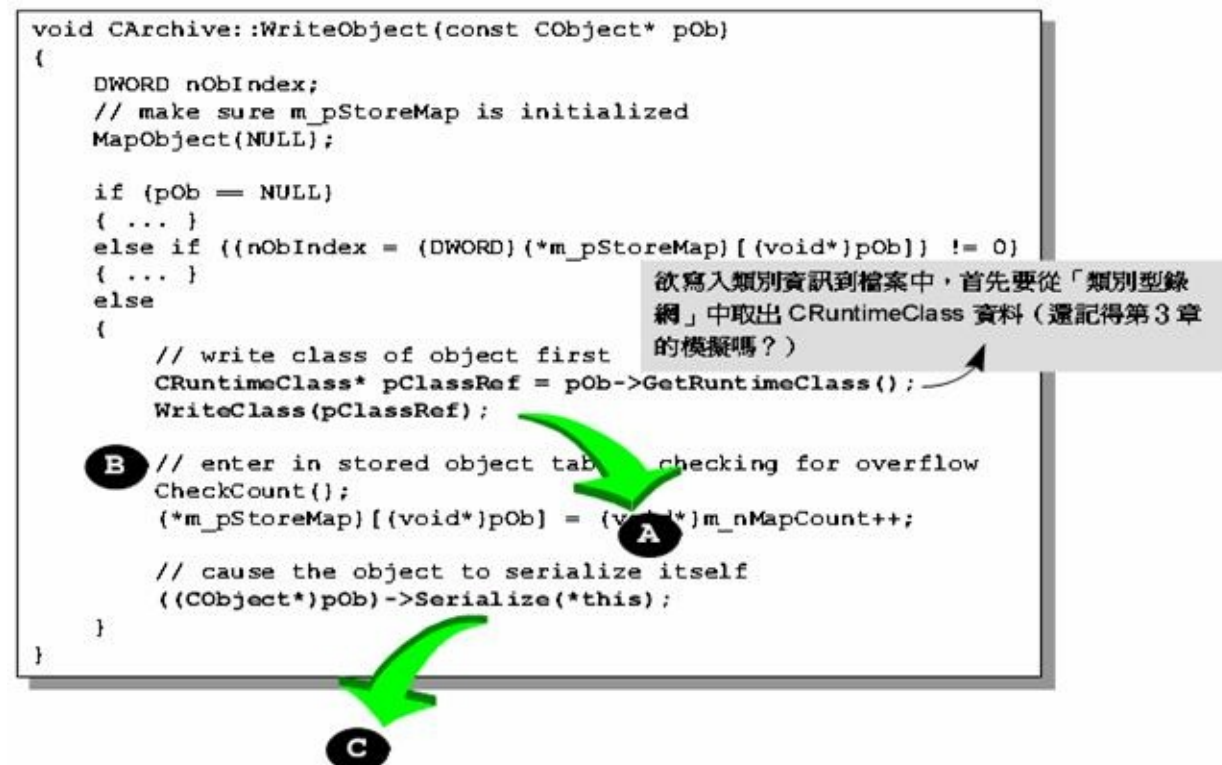 void CArchive::WriteObject(const CObject* pOb)
{
DWORD nObIndex;
// make sure m_pStoreMap is initialized
MapObject(NULL);
if (pOb == NULL)
{ ... }
else if ((nObIndex = (DWORD)(*m_pStoreMap)[(void*)pOb]) != 0)
{ ... }
else
{
欲寫入類別資訊到檔案中，首先要從「類別型錄
網」中取出 CRuntimeClass 資料（還記得第 3 章
的模擬嗎？）
// write class of object first
CRuntimeClass* pClassRef = pOb->GetRuntimeClass();
WriteClass(pClassRef);
B // enter in stored object tab checking for overflow
CheckCount();
(*m_pStoreMap)[(void*)pOb] = (void*)m_nMapCount++;
A
// cause the object to serialize itself
((CObject*)pOb)->Serialize(*this);
}
}
C